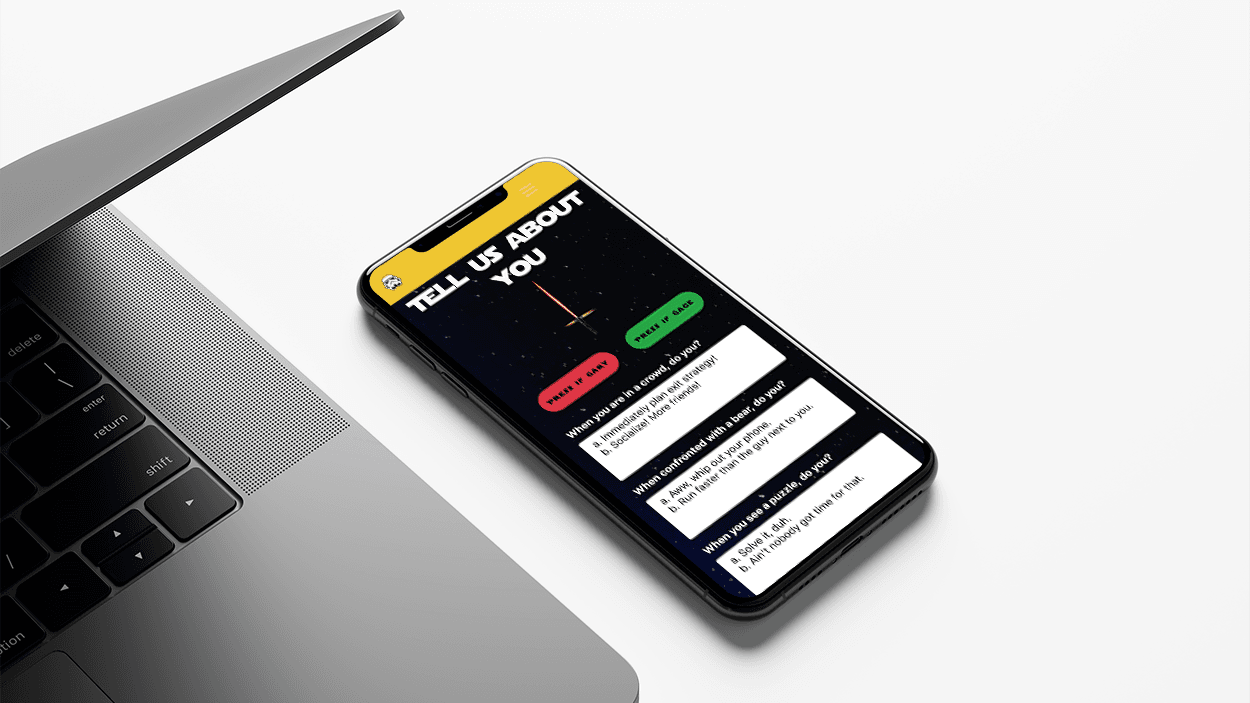 TELL US ABOUT
YOU
PRESS IF GARY
PRESS IF GAGE
When you are in a crowd, do you?
a. Immediately plan exit strategy!
b. Socialize! More friends!
When confronted with a bear, do you?
a. Aww, whip out your phone.
b. Run faster than the guy next to you.
When you see a puzzle, do you?
a. Solve it, duh.
b. Ain't nobody got time for that.
delete
\
enter
return
shift
/